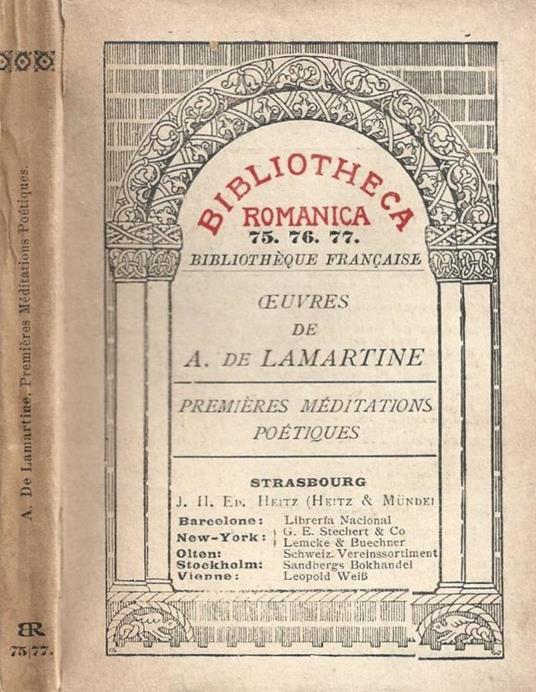 A. De Lamartine, Premières Méditations Poétiques.
BR
75/77.
BIBLIOTHECA
ROMANICA
75. 76. 77.
BIBLIOTHÈQUE FRANÇAISE
ŒUVRES
DE
A. DE LAMARTINE
PREMIÈRES MÉDITATIONS
POÉTIQUES
STRASBOURG
J. H. ED. HEITZ (HEITZ & MÜNDEL
Barcelone: Librería Nacional
New-York: G. E. Stechert & Co
Lemcke & Buechner
Olten: Schweiz. Vereinssortiment
Stockholm: Sandbergs Bokhandel
Vienne: Leopold Weiß